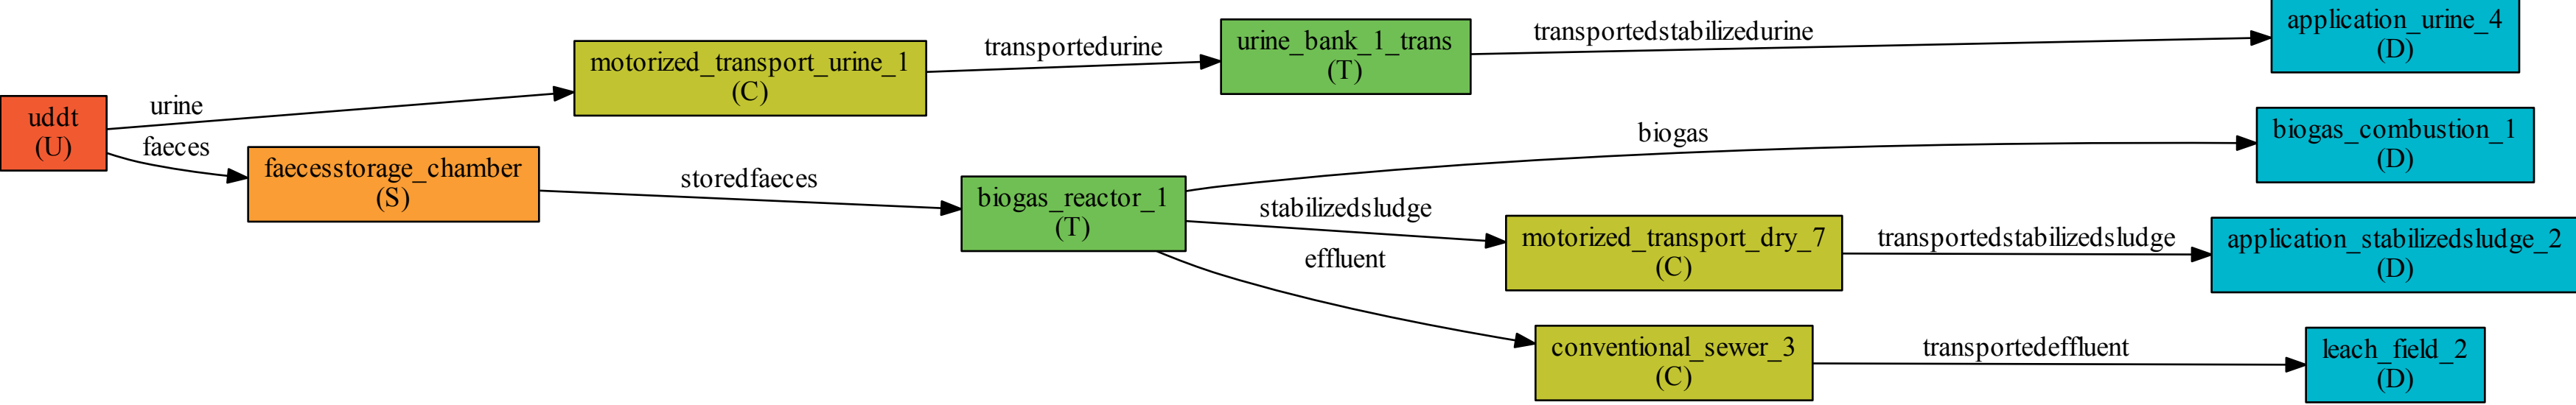 uddt
(U)
urine
faeces
motorized_transport_urine_1
(C)
faecesstorage_chamber
(S)
transportedurine
storedfaeces
urine_bank_1_trans
(T)
biogas_reactor_1
(T)
transportedstabilizedurine
biogas
stabilizedsludge
effluent
motorized_transport_dry_7
(C)
conventional_sewer_3
(C)
transportedstabilizedsludge
transportedeffluent
application_urine_4
(D)
biogas_combustion_1
(D)
application_stabilizedsludge_2
(D)
leach_field_2
(D)